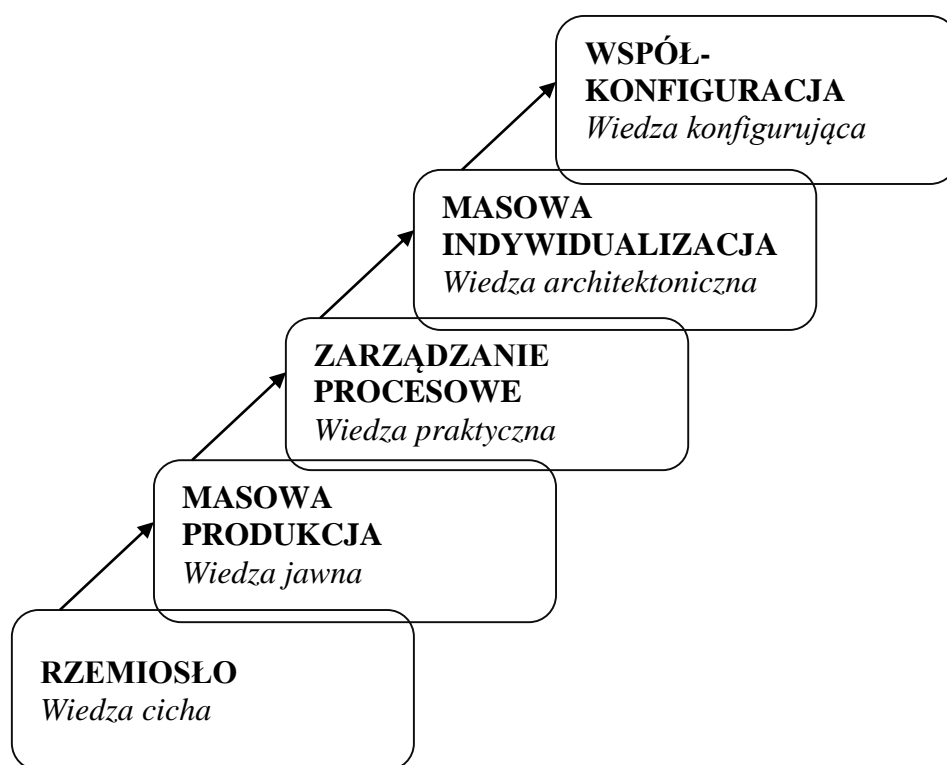 WSPÓŁ-
KONFIGURACJA
Wiedza konfigurująca
MASOWA
INDYWIDUALIZACJA
Wiedza architektoniczna
ZARZĄDZANIE
PROCESOWE
Wiedza praktyczna
MASOWA
PRODUKCJA
Wiedza jawna
RZEMIOSŁO
Wiedza cicha